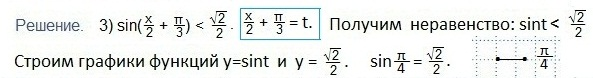 Решение. 3) sin(x/2 + π/3) < √2/2. x/2 + π/3 = t. Получим неравенство: sint < √2/2
Строим графики функций y=sint и y = √2/2. sin π/4 = √2/2. π/4